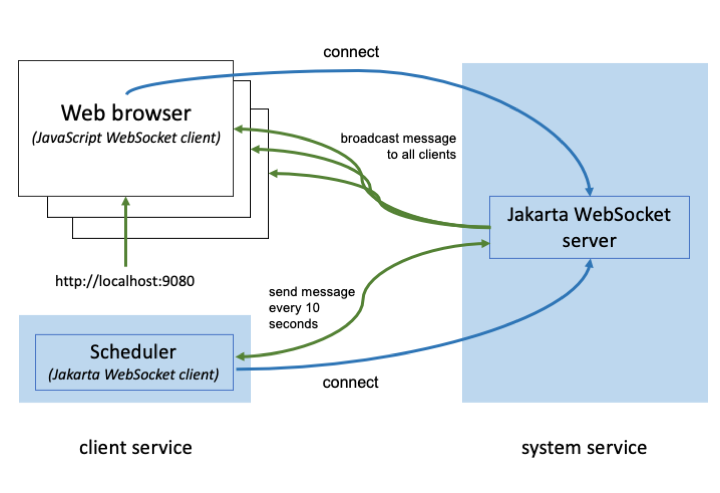 connect
Web browser
(JavaScript WebSocket client)
broadcast message
to all clients
Jakarta WebSocket
server
http://localhost:9080
send message
every 10
seconds
Scheduler
(Jakarta WebSocket client)
connect
client service
system service